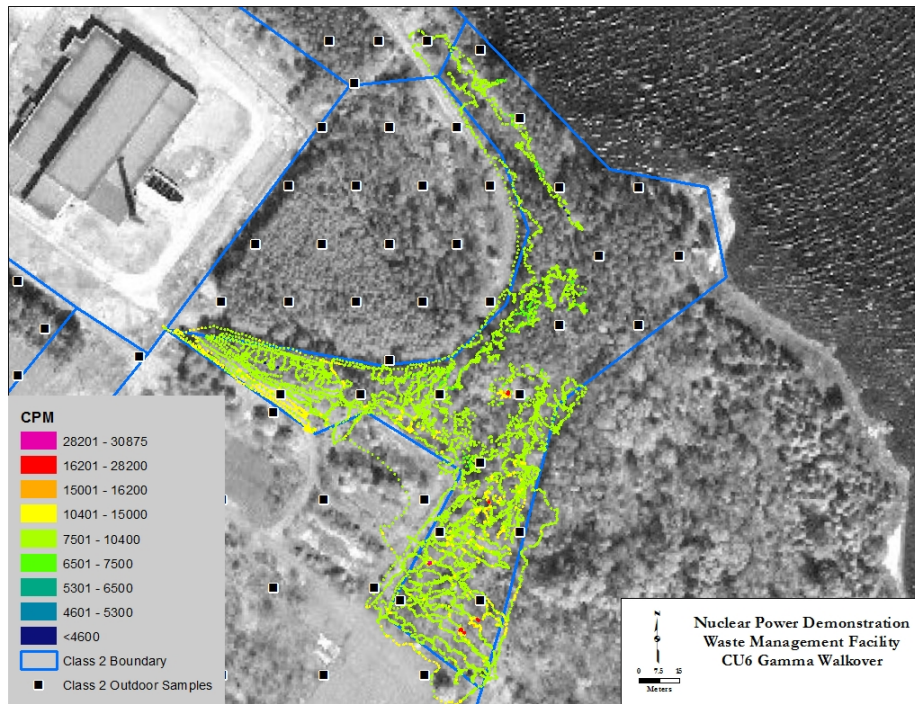 CPM
28201 - 30875
16201 - 28200
15001 - 16200
10401 - 15000
7501 - 10400
6501 - 7500
5301 - 6500
4601 - 5300
<4600
Class 2 Boundary
Class 2 Outdoor Samples
N
0 7.5 15
Meters
Nuclear Power Demonstration
Waste Management Facility
CU6 Gamma Walkover